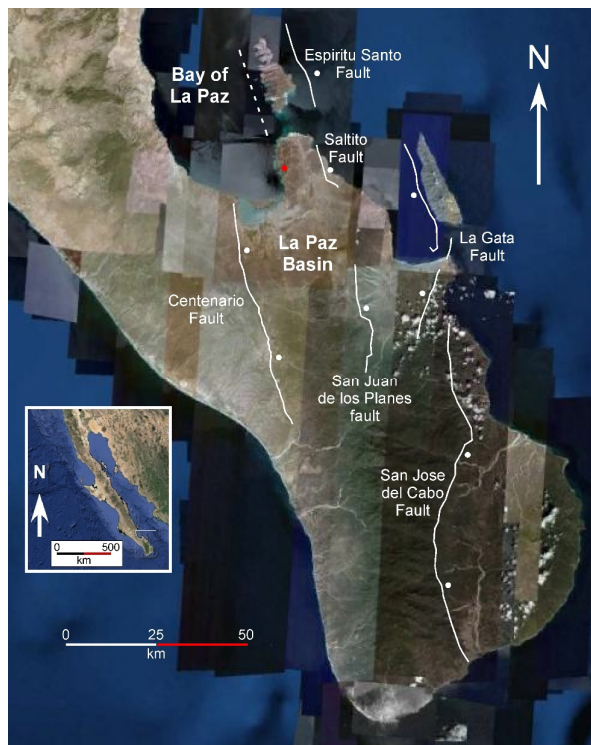 Espiritu Santo
Fault
N
Bay of
La Paz
Saltito
Fault
La Gata
Fault
La Paz
Basin
Centenario
Fault
San Juan
de los Planes
fault
San Jose
del Cabo
Fault
N
0 500
km
0 25 50
km